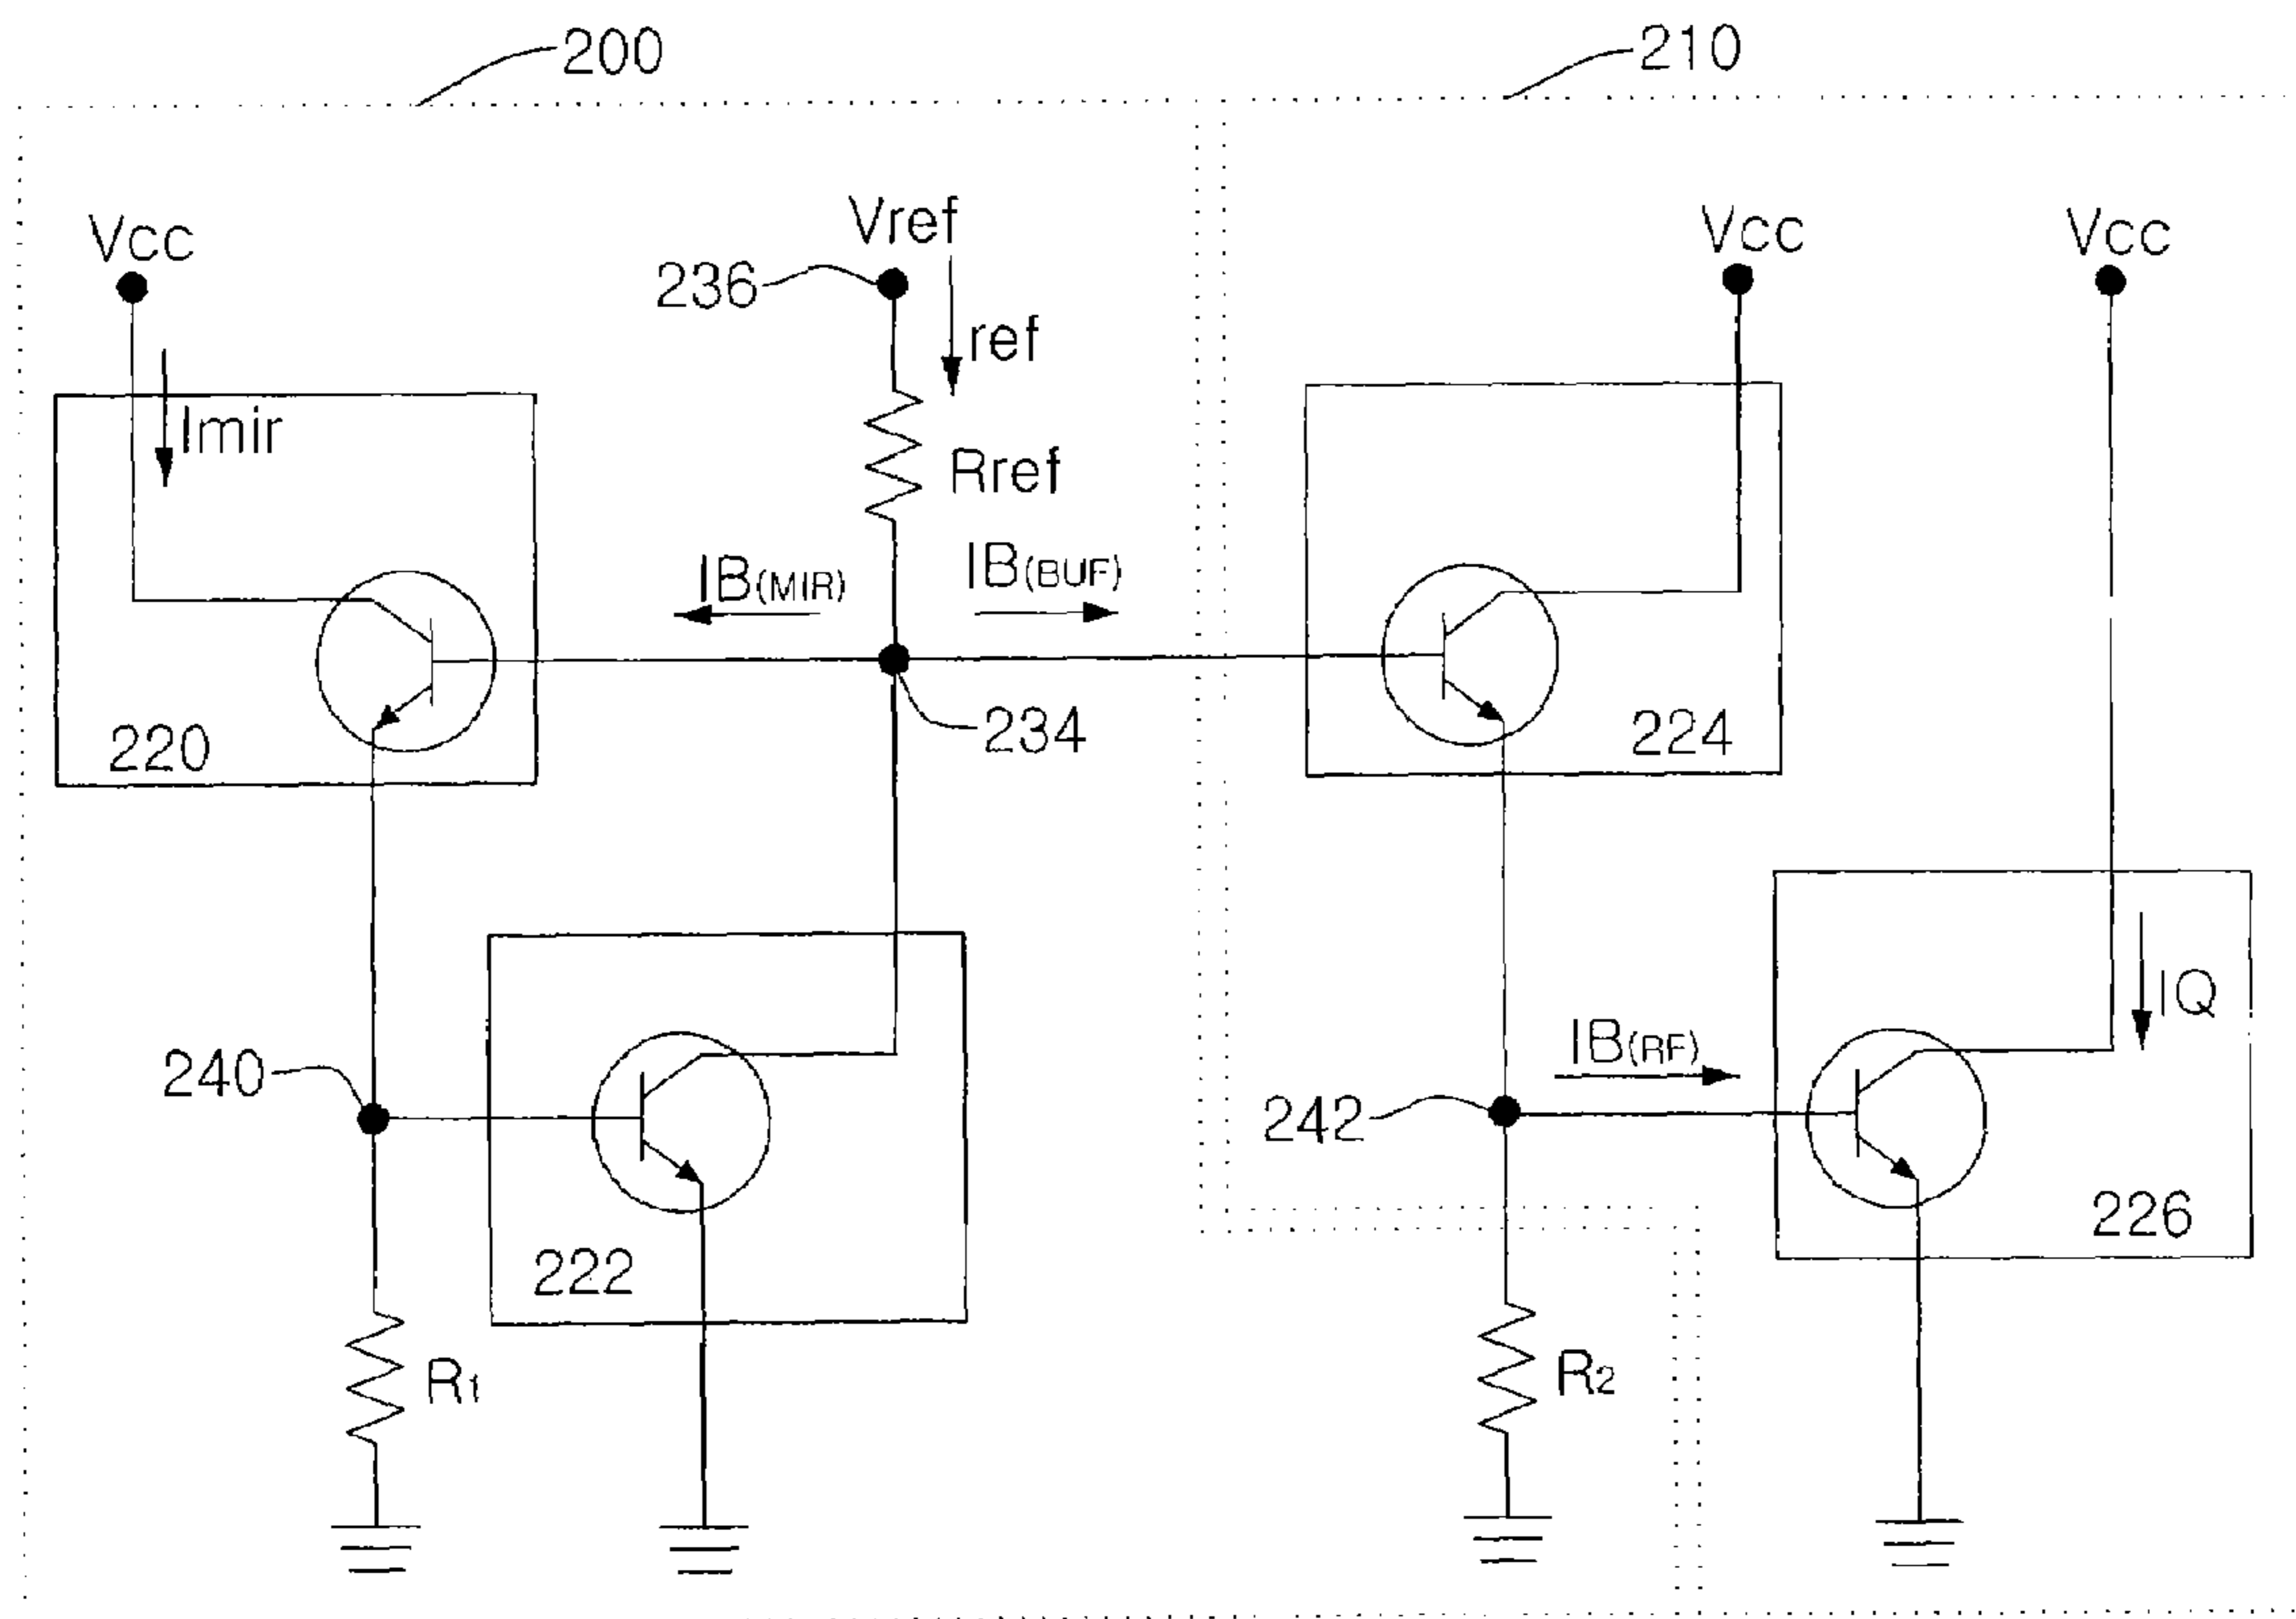 200
210
Vcc
Vref
Vcc
Vcc
236
ref
Imir
Rref
IB(MIR)
IB(BUF)
234
220
224
IQ
240
IB(RF)
242
226
222
R1
R2